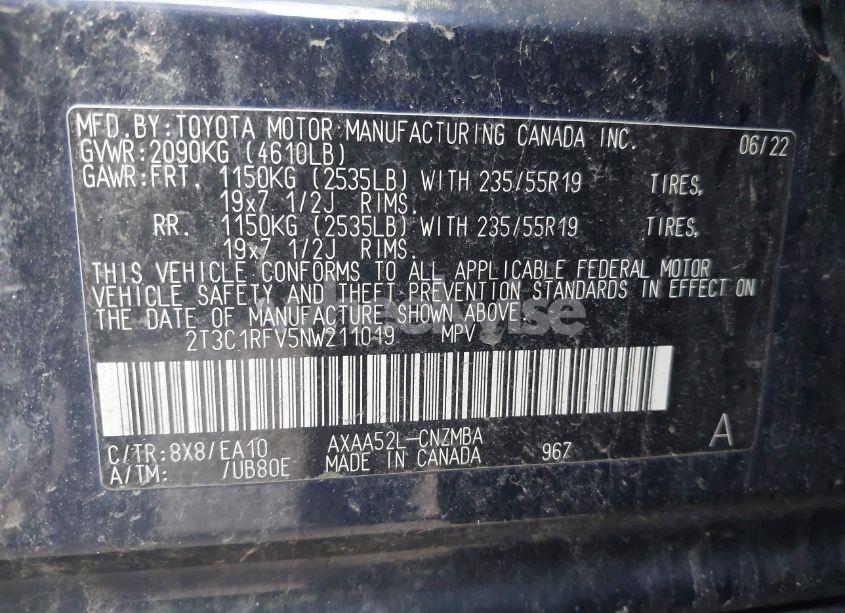 MFD.BY:TOYOTA MOTOR MANUFACTURING CANADA INC. 06/22
GVWR:2090KG (4610LB)
GAWR:FRT. 1150KG (2535LB) WITH 235/55R19 TIRES,
19x7 1/2J RIMS.
RR. 1150KG (2535LB) WITH 235/55R19 TIRES,
19x7 1/2J RIMS.
THIS VEHICLE CONFORMS TO ALL APPLICABLE FEDERAL MOTOR
VEHICLE SAFETY AND THEFT PREVENTION STANDARDS IN EFFECT ON
THE DATE OF MANUFACTURE SHOWN ABOVE.
2T3C1RFV5NW211019 MPV
C/TR:8X8/EA10 AXAA52L-CNZMBA A
A/TM: /UB80E MADE IN CANADA 96Z